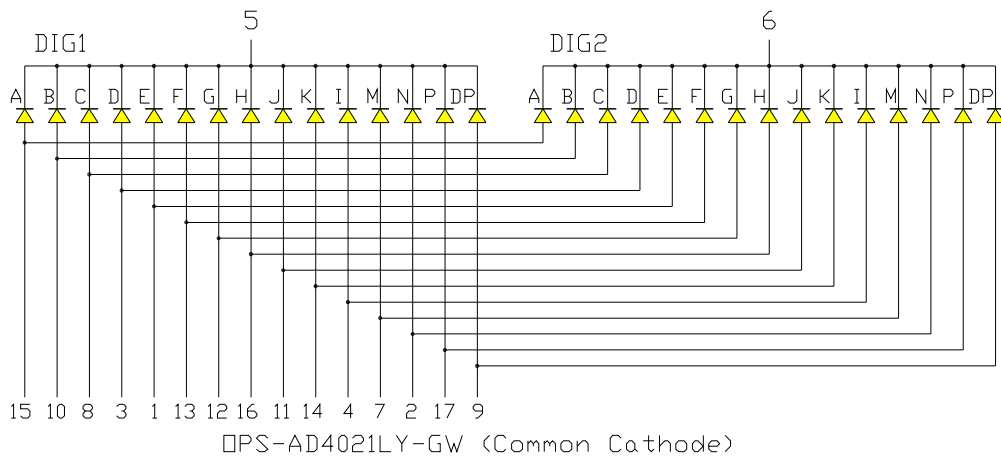 5
6
DIG1
DIG2
A B C D E F G H J K I M N P DP
A B C D E F G H J K I M N P DP
15 10 8 3 1 13 12 16 11 14 4 7 2 17 9
OPS-AD4021LY-GW (Common Cathode)